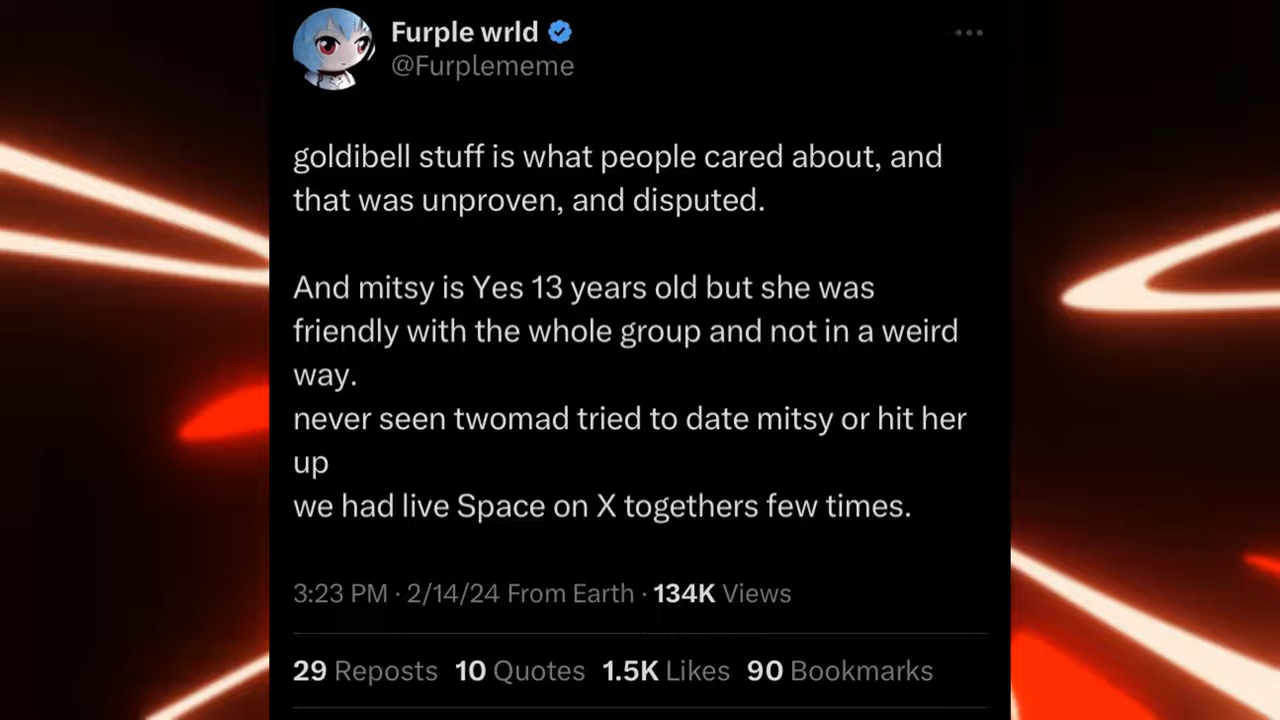 Furple wrld
@Furplememe
goldibell stuff is what people cared about, and
that was unproven, and disputed.
And mitsy is Yes 13 years old but she was
friendly with the whole group and not in a weird
way.
never seen twomad tried to date mitsy or hit her
up
we had live Space on X togethers few times.
3:23 PM · 2/14/24 From Earth · 134K Views
29 Reposts 10 Quotes 1.5K Likes 90 Bookmarks